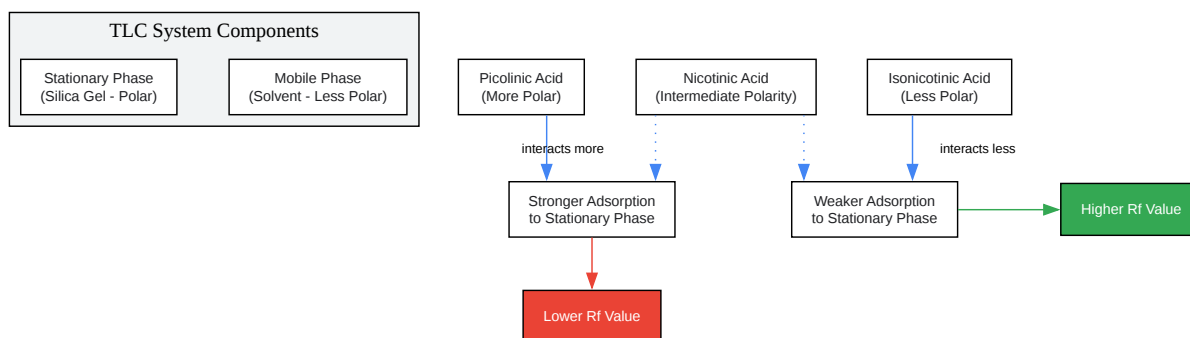 TLC System Components
Stationary Phase
(Silica Gel - Polar)
Mobile Phase
(Solvent - Less Polar)
Picolinic Acid
(More Polar)
Nicotinic Acid
(Intermediate Polarity)
Isonicotinic Acid
(Less Polar)
interacts more
interacts less
Stronger Adsorption
to Stationary Phase
Weaker Adsorption
to Stationary Phase
Higher Rf Value
Lower Rf Value